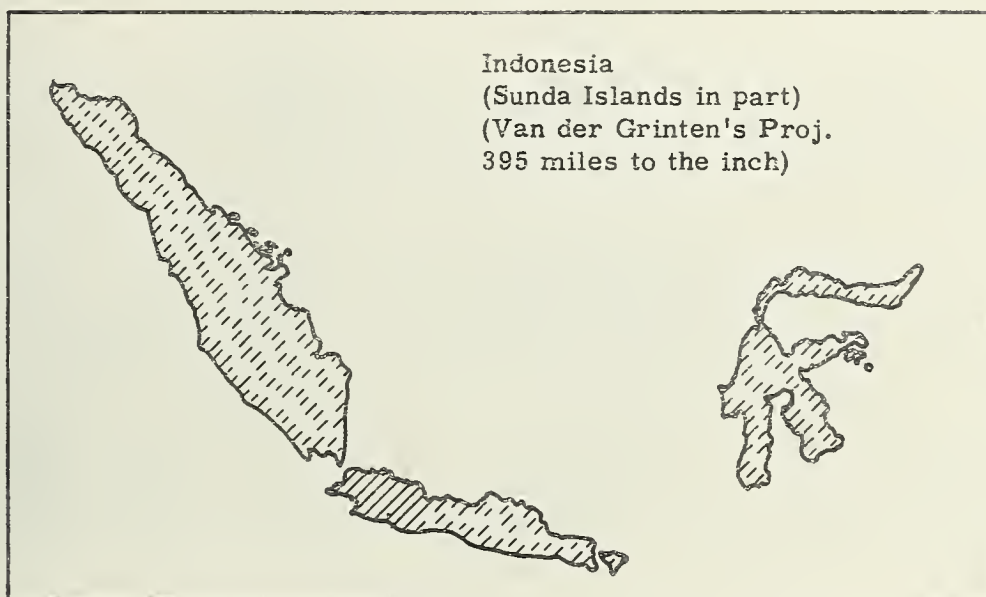 Indonesia
(Sunda Islands in part)
(Van der Grinten's Proj.
395 miles to the inch)